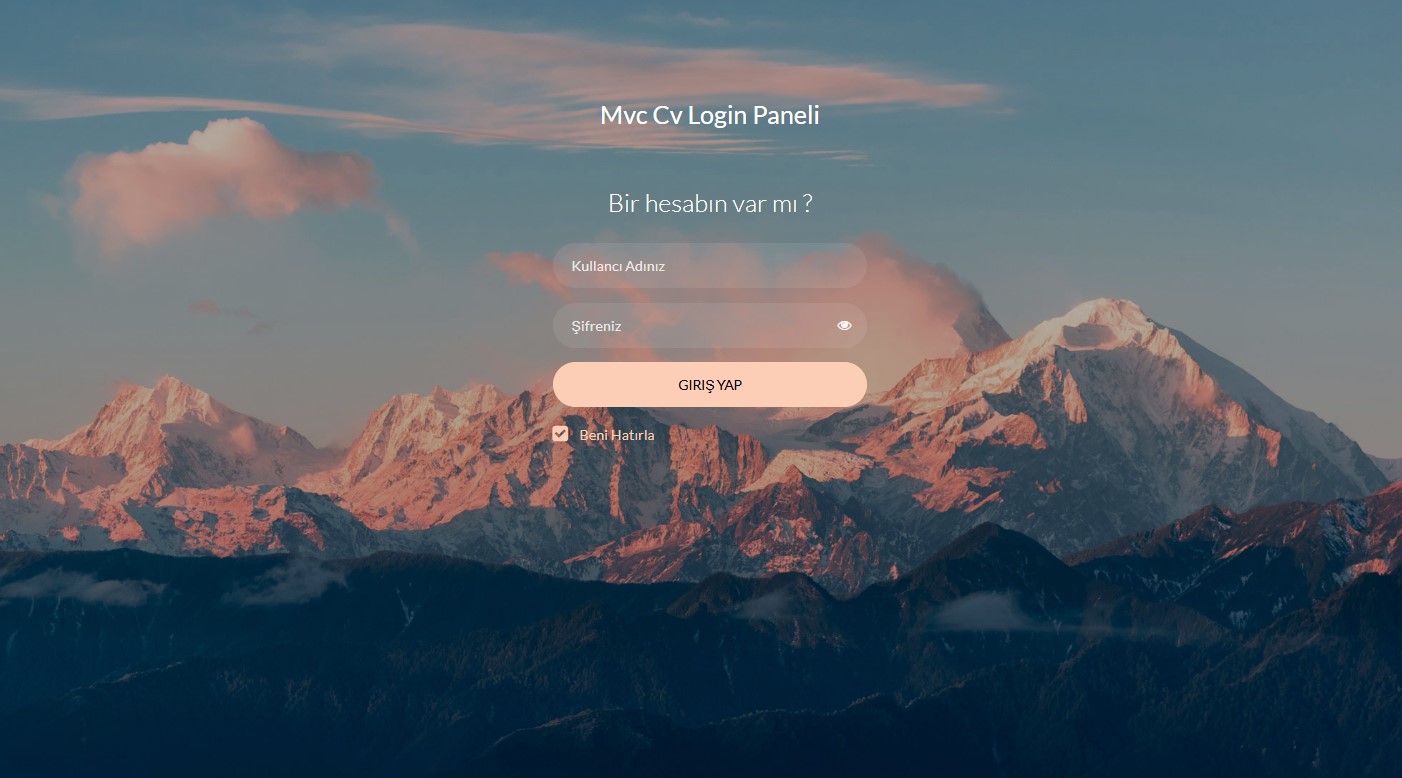 Mvc Cv Login Paneli
Bir hesabın var mı ?
Kullancı Adınız
Şifreniz
GIRIŞ YAP
Beni Hatırla